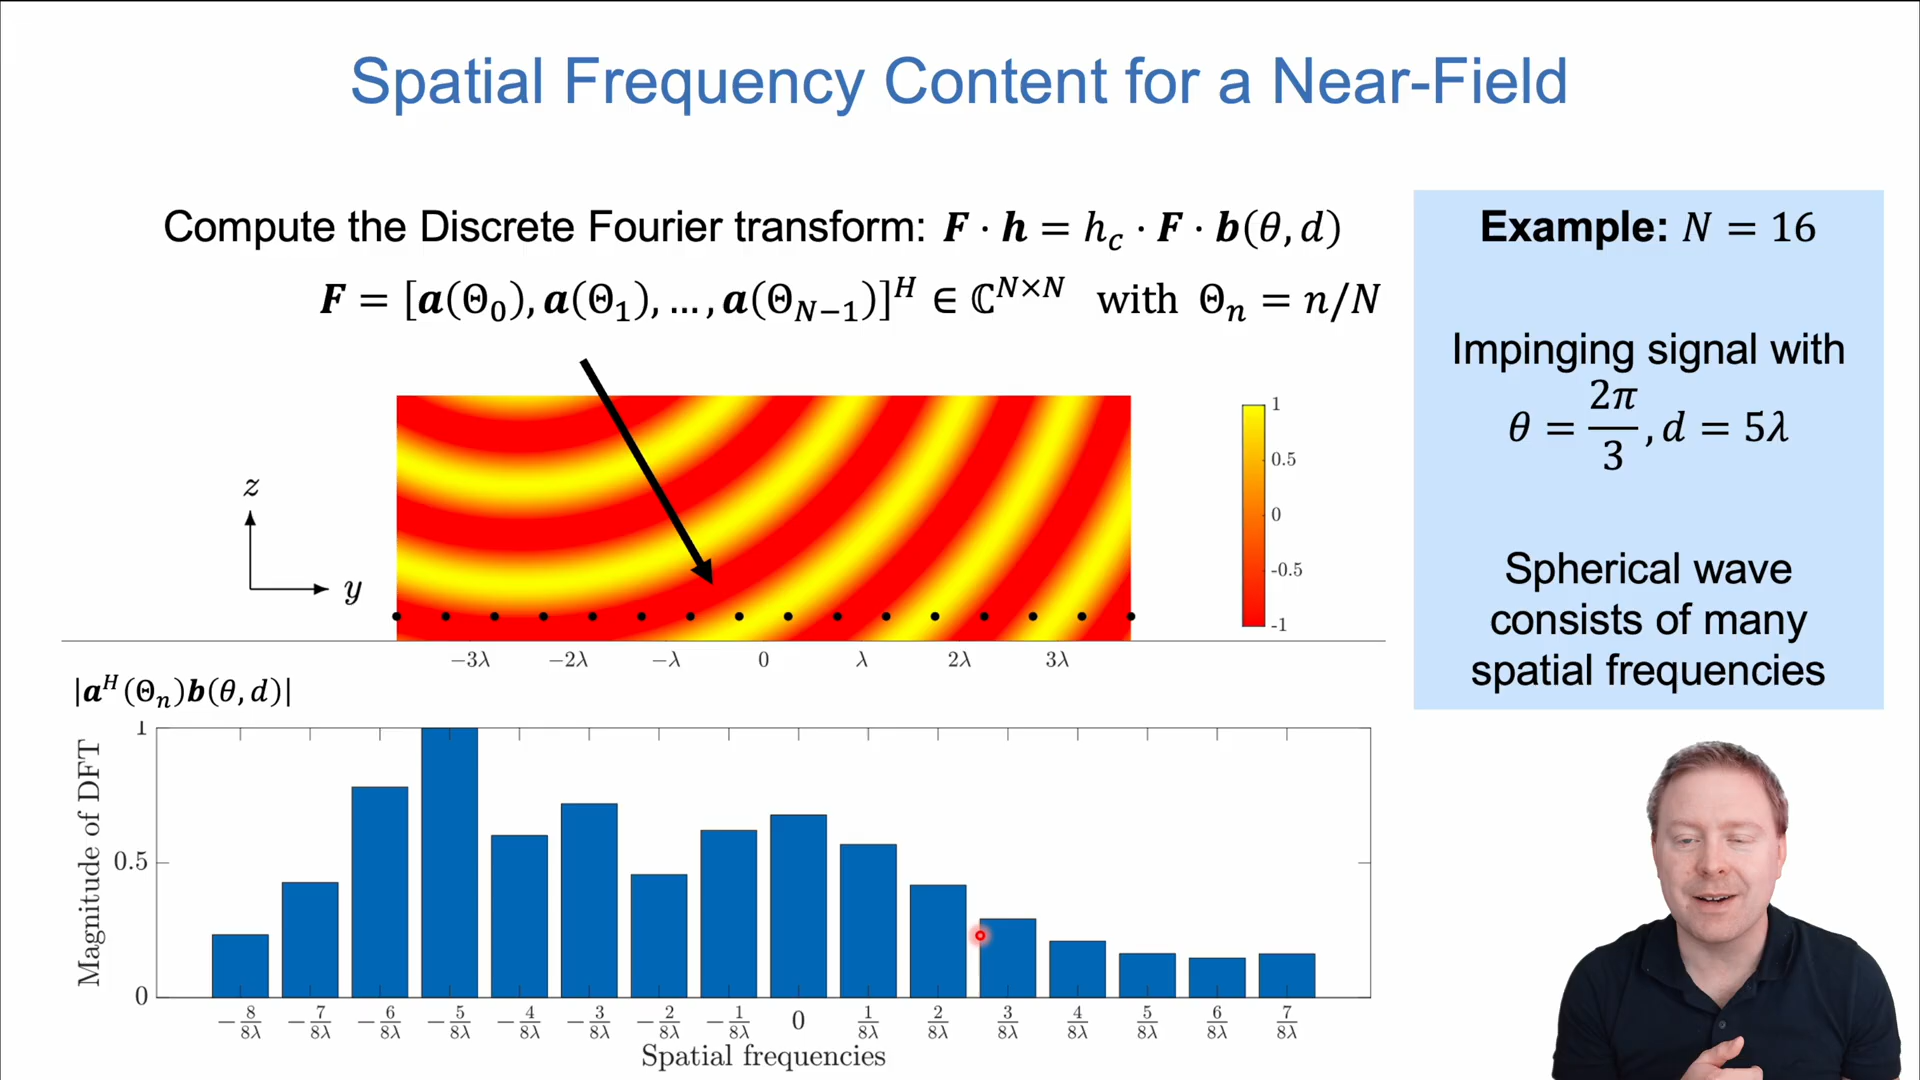 Spatial Frequency Content for a Near-Field
Compute the Discrete Fourier transform: F · h = h_c · F · b(θ, d)
F = [a(Θ_0), a(Θ_1), …, a(Θ_{N−1})]^H ∈ ℂ^{N×N} with Θ_n = n/N
Example: N = 16
Impinging signal with
θ = 2π/3, d = 5λ
Spherical wave
consists of many
spatial frequencies
z
y
1
0.5
0
-0.5
-1
−3λ −2λ −λ 0 λ 2λ 3λ
|a^H(Θ_n)b(θ, d)|
Magnitude of DFT
1
0.5
0
−8/8λ −7/8λ −6/8λ −5/8λ −4/8λ −3/8λ −2/8λ −1/8λ 0 1/8λ 2/8λ 3/8λ 4/8λ 5/8λ 6/8λ 7/8λ
Spatial frequencies